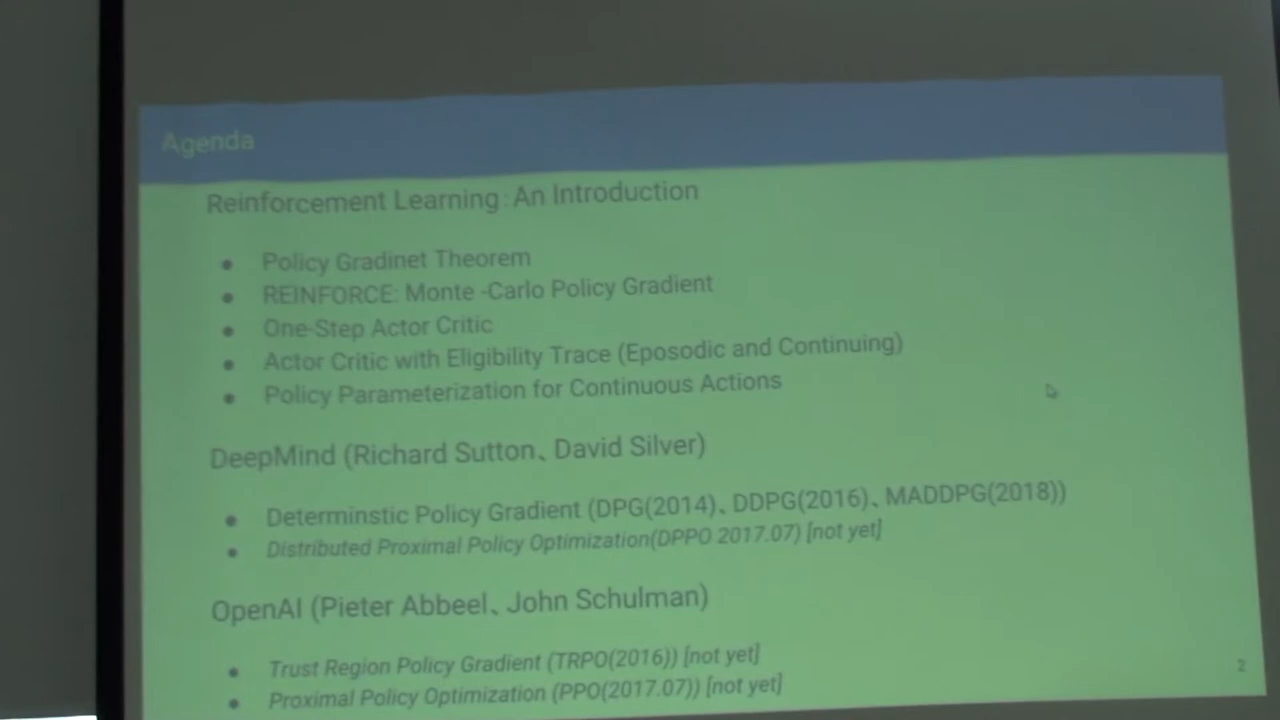 Agenda
Reinforcement Learning: An Introduction
● Policy Gradinet Theorem
● REINFORCE: Monte -Carlo Policy Gradient
● One-Step Actor Critic
● Actor Critic with Eligibility Trace (Eposodic and Continuing)
● Policy Parameterization for Continuous Actions
DeepMind (Richard Sutton、David Silver)
● Determinstic Policy Gradient (DPG(2014)、DDPG(2016)、MADDPG(2018))
● Distributed Proximal Policy Optimization(DPPO 2017.07) [not yet]
OpenAI (Pieter Abbeel、John Schulman)
● Trust Region Policy Gradient (TRPO(2016)) [not yet]
● Proximal Policy Optimization (PPO(2017.07)) [not yet]
2